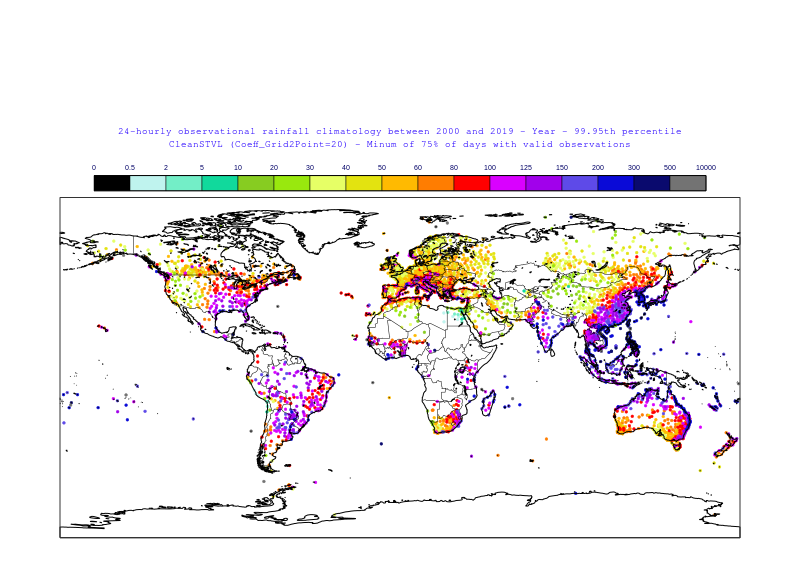 24-hourly observational rainfall climatology between 2000 and 2019 - Year - 99.95th percentile
CleanSTVL (Coeff_Grid2Point=20) - Minum of 75% of days with valid observations
0 0.5 2 5 10 20 30 40 50 60 80 100 125 150 200 300 500 10000